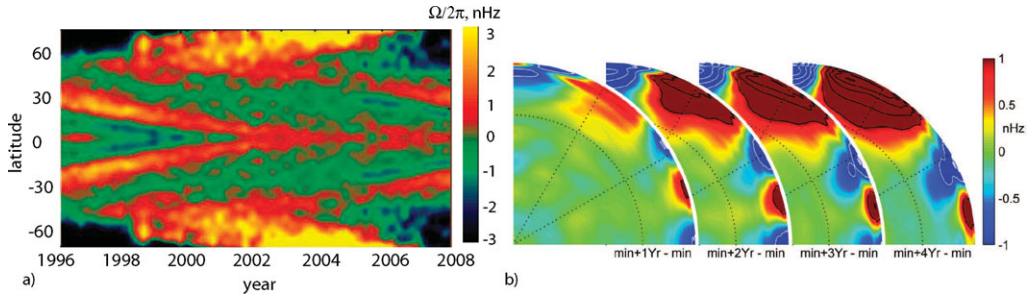 Ω/2π, nHz
60
30
0
-30
-60
latitude
1996 1998 2000 2002 2004 2006 2008
year
3
2
1
0
-1
-2
-3
a)
1
0.5
nHz
0
-0.5
-1
min+1Yr - min min+2Yr - min min+3Yr - min min+4Yr - min
b)